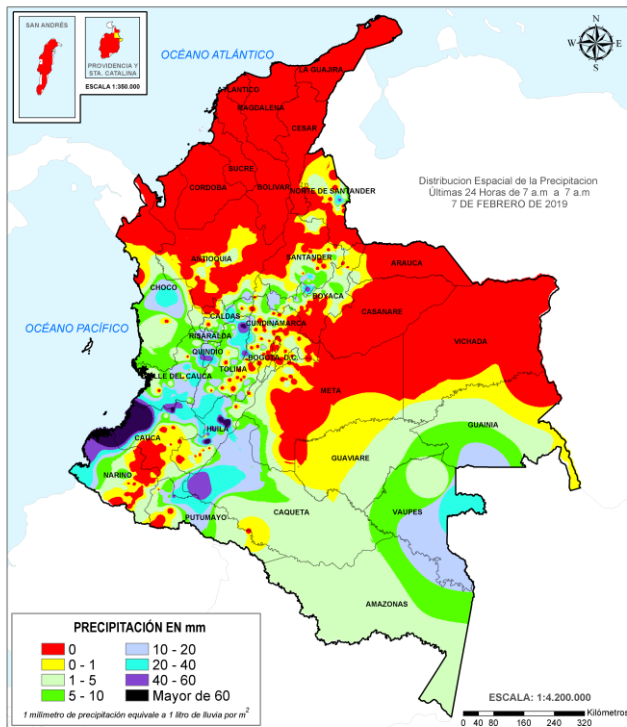 SAN ANDRÉS
PROVIDENCIA Y
STA. CATALINA
ESCALA 1:350.000
OCÉANO ATLÁNTICO
N
W E
S
LA GUAJIRA
ATLANTICO
MAGDALENA
CESAR
Distribucion Espacial de la Precipitacion
Últimas 24 Horas de 7 a.m a 7 a.m
7 DE FEBRERO DE 2019
SUCRE
CORDOBA
BOLIVAR
NORTE DE SANTANDER
ANTIOQUIA
SANTANDER
ARAUCA
CHOCO
BOYACA
CALDAS
CASANARE
OCÉANO PACÍFICO
CUNDINAMARCA
RISARALDA
VICHADA
QUINDIO
BOGOTA, D.C.
TOLIMA
VALLE DEL CAUCA
META
HUILA
CAUCA
GUAINIA
GUAVIARE
NARIÑO
CAQUETA
VAUPES
PUTUMAYO
AMAZONAS
PRECIPITACIÓN EN mm
0 10 - 20
0 - 1 20 - 40
1 - 5 40 - 60
5 - 10 Mayor de 60
1 milimetro de precipitación equivale a 1 litro de lluvia por m²
ESCALA: 1:4.200.000
Kilómetros
0 40 80 160 240 320